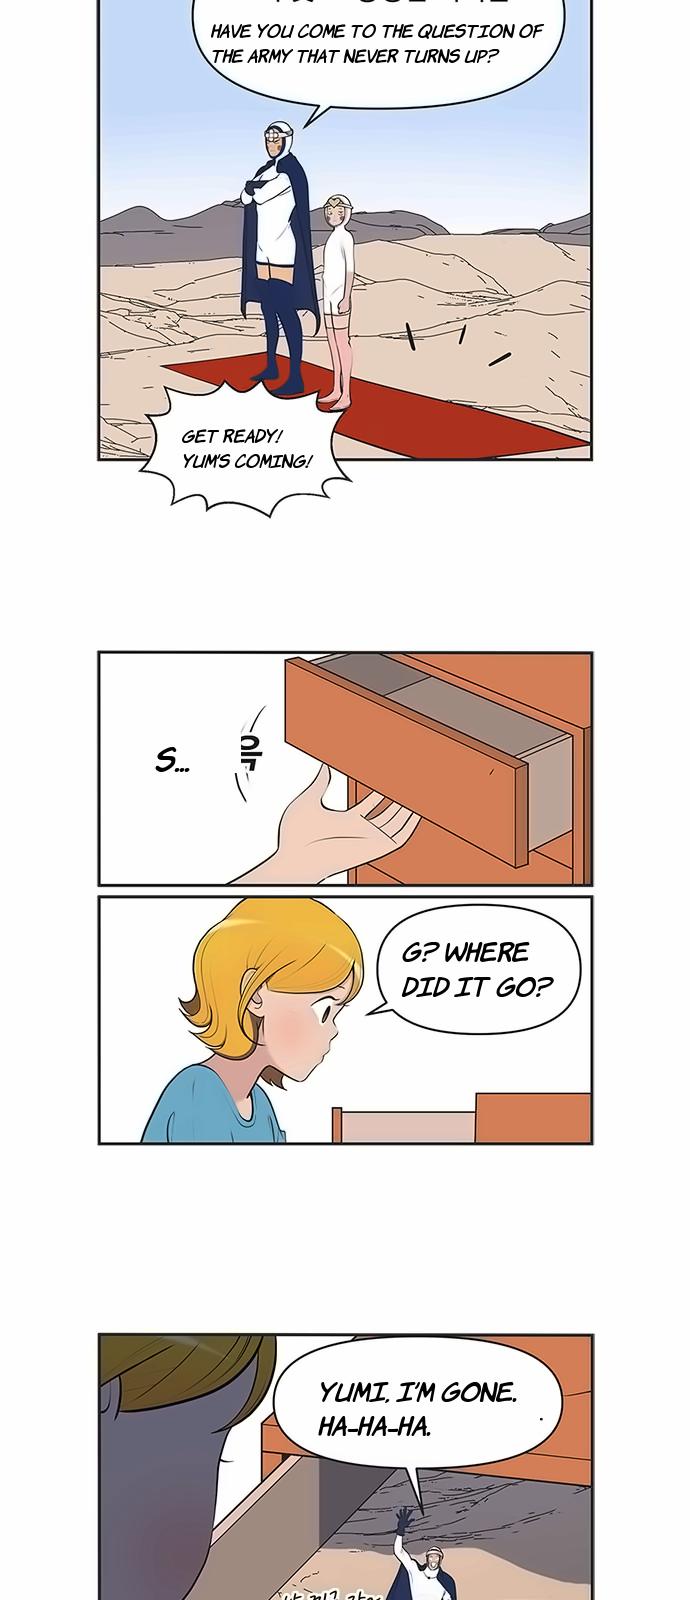 HAVE YOU COME TO THE QUESTION OF
THE ARMY THAT NEVER TURNS UP?
GET READY!
YUM'S COMING!
S...
G? WHERE
DID IT GO?
YUMI, I'M GONE.
HA-HA-HA.